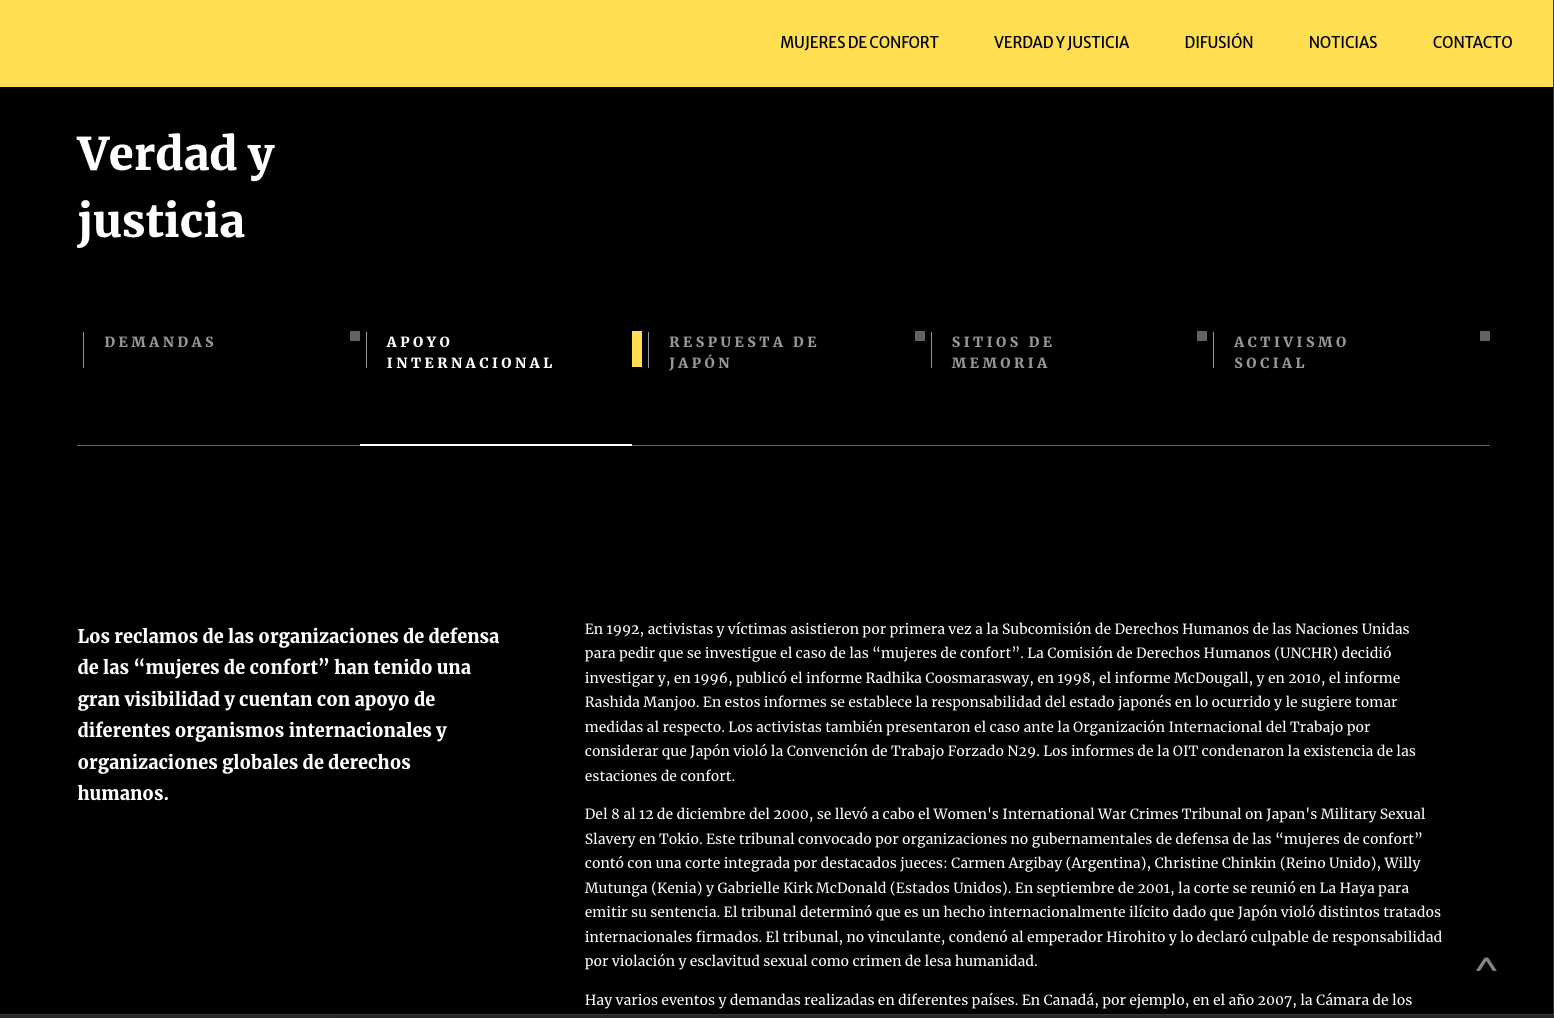 MUJERES DE CONFORT VERDAD Y JUSTICIA DIFUSIÓN NOTICIAS CONTACTO
Verdad y
justicia
DEMANDAS
APOYO
INTERNACIONAL
RESPUESTA DE
JAPÓN
SITIOS DE
MEMORIA
ACTIVISMO
SOCIAL
Los reclamos de las organizaciones de defensa
de las “mujeres de confort” han tenido una
gran visibilidad y cuentan con apoyo de
diferentes organismos internacionales y
organizaciones globales de derechos
humanos.
En 1992, activistas y víctimas asistieron por primera vez a la Subcomisión de Derechos Humanos de las Naciones Unidas
para pedir que se investigue el caso de las “mujeres de confort”. La Comisión de Derechos Humanos (UNCHR) decidió
investigar y, en 1996, publicó el informe Radhika Coosmarasway, en 1998, el informe McDougall, y en 2010, el informe
Rashida Manjoo. En estos informes se establece la responsabilidad del estado japonés en lo ocurrido y le sugiere tomar
medidas al respecto. Los activistas también presentaron el caso ante la Organización Internacional del Trabajo por
considerar que Japón violó la Convención de Trabajo Forzado N29. Los informes de la OIT condenaron la existencia de las
estaciones de confort.
Del 8 al 12 de diciembre del 2000, se llevó a cabo el Women's International War Crimes Tribunal on Japan's Military Sexual
Slavery en Tokio. Este tribunal convocado por organizaciones no gubernamentales de defensa de las “mujeres de confort”
contó con una corte integrada por destacados jueces: Carmen Argibay (Argentina), Christine Chinkin (Reino Unido), Willy
Mutunga (Kenia) y Gabrielle Kirk McDonald (Estados Unidos). En septiembre de 2001, la corte se reunió en La Haya para
emitir su sentencia. El tribunal determinó que es un hecho internacionalmente ilícito dado que Japón violó distintos tratados
internacionales firmados. El tribunal, no vinculante, condenó al emperador Hirohito y lo declaró culpable de responsabilidad
por violación y esclavitud sexual como crimen de lesa humanidad.
Hay varios eventos y demandas realizadas en diferentes países. En Canadá, por ejemplo, en el año 2007, la Cámara de los